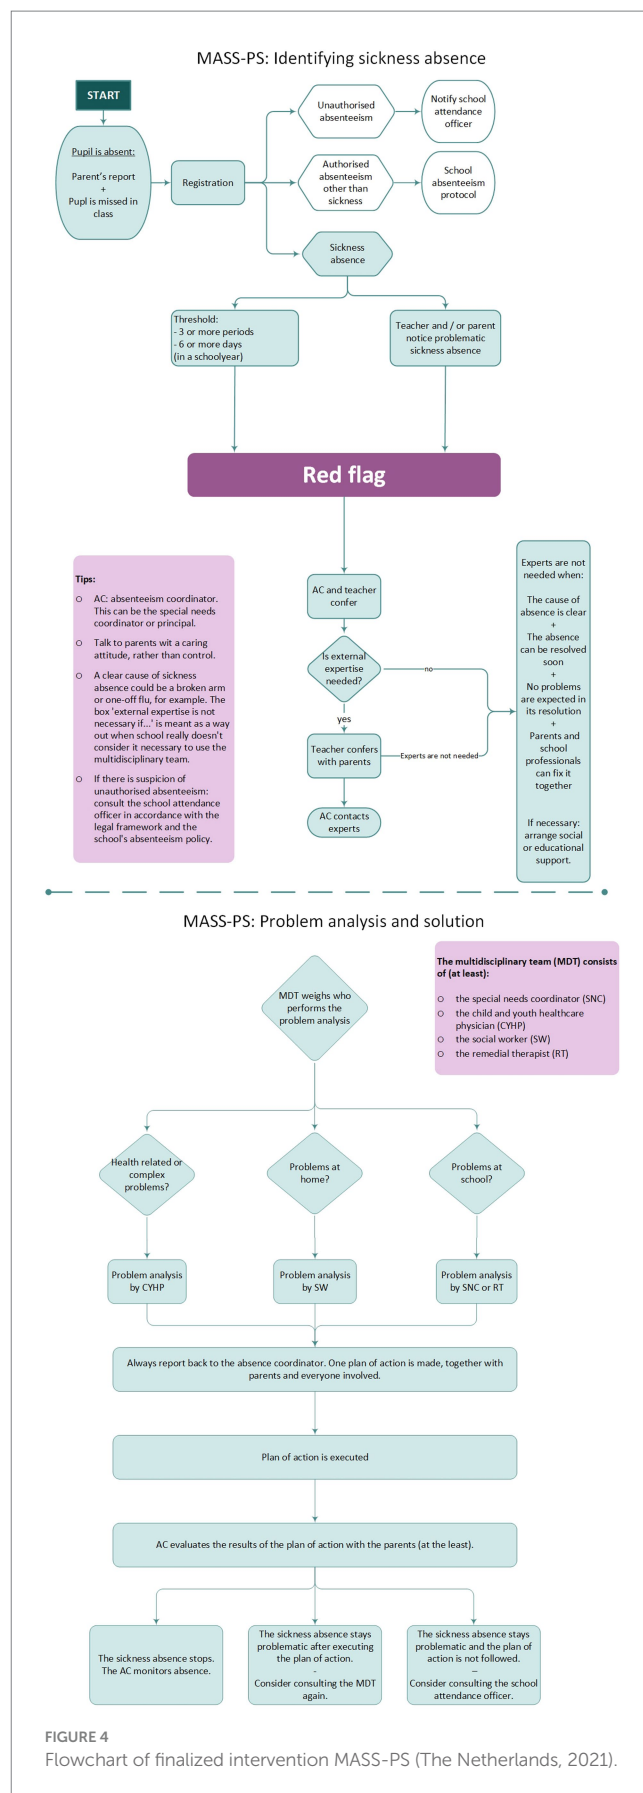 MASS-PS: Identifying sickness absence
START
Pupil is absent:
Parent's report
+
Pupl is missed in
class
Registration
Unauthorised
absenteeism
Notify school
attendance
officer
Authorised
absenteeism
other than
sickness
School
absenteeism
protocol
Sickness
absence
Threshold:
- 3 or more periods
- 6 or more days
(in a schoolyear)
Teacher and / or parent
notice problematic
sickness absence
Red flag
Tips:
○ AC: absenteeism coordinator.
This can be the special needs
coordinator or principal.
○ Talk to parents wit a caring
attitude, rather than control.
○ A clear cause of sickness
absence could be a broken arm
or one-off flu, for example. The
box 'external expertise is not
necessary if...' is meant as a way
out when school really doesn't
consider it necessary to use the
multidisciplinary team.
○ If there is suspicion of
unauthorised absenteeism:
consult the school attendance
officer in accordance with the
legal framework and the
school's absenteeism policy.
AC and teacher
confer
Is external
expertise
needed?
no
yes
Teacher confers
with parents
Experts are not needed
AC contacts
experts
Experts are not
needed when:
The cause of
absence is clear
+
The absence
can be resolved
soon
+
No problems
are expected in
its resolution
+
Parents and
school
professionals
can fix it
together
If necessary:
arrange social
or educational
support.
MASS-PS: Problem analysis and solution
MDT weighs who
performs the
problem analysis
The multidisciplinary team (MDT) consists
of (at least):
○ the special needs coordinator (SNC)
○ the child and youth healthcare
physician (CYHP)
○ the social worker (SW)
○ the remedial therapist (RT)
Health related or
complex
problems?
Problems at
home?
Problems at
school?
Problem analysis
by CYHP
Problem analysis
by SW
Problem analysis
by SNC or RT
Always report back to the absence coordinator. One plan of action is made, together with
parents and everyone involved.
Plan of action is executed
AC evaluates the results of the plan of action with the parents (at the least).
The sickness absence stops.
The AC monitors absence.
The sickness absence stays
problematic after executing
the plan of action.
-
Consider consulting the MDT
again.
The sickness absence stays
problematic and the plan of
action is not followed.
–
Consider consulting the school
attendance officer.
FIGURE 4
Flowchart of finalized intervention MASS-PS (The Netherlands, 2021).